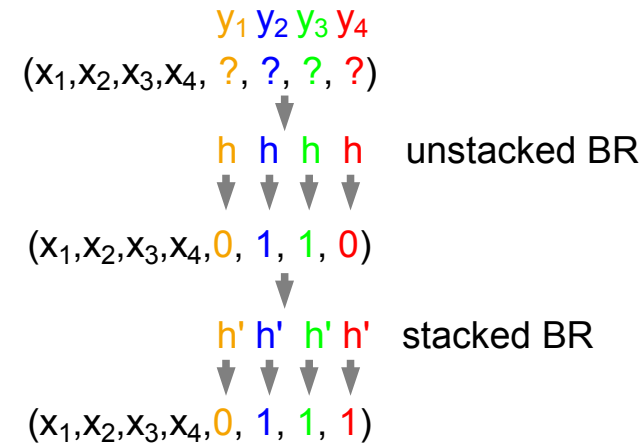 y₁ y₂ y₃ y₄
(x₁,x₂,x₃,x₄, ?, ?, ?, ?)
h h h h unstacked BR
(x₁,x₂,x₃,x₄,0, 1, 1, 0)
h' h' h' h' stacked BR
(x₁,x₂,x₃,x₄,0, 1, 1, 1)